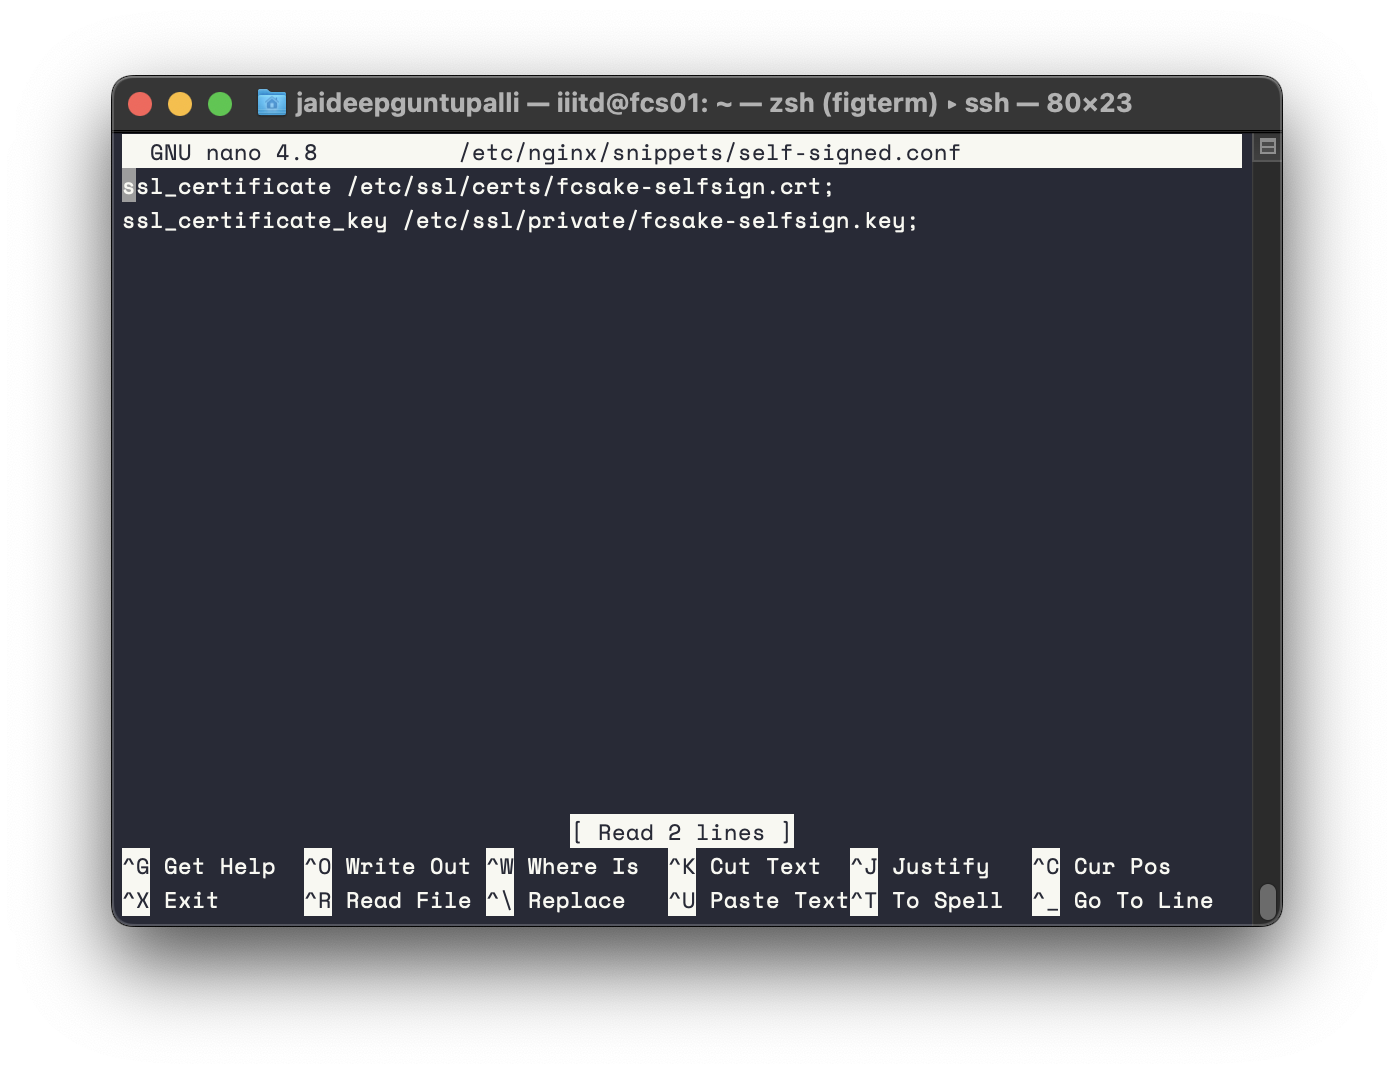 jaideepguntupalli — iiitd@fcs01: ~ — zsh (figterm) ▸ ssh — 80×23
GNU nano 4.8 /etc/nginx/snippets/self-signed.conf
ssl_certificate /etc/ssl/certs/fcsake-selfsign.crt;
ssl_certificate_key /etc/ssl/private/fcsake-selfsign.key;
[ Read 2 lines ]
^G Get Help ^O Write Out ^W Where Is ^K Cut Text ^J Justify ^C Cur Pos
^X Exit ^R Read File ^\ Replace ^U Paste Text ^T To Spell ^_ Go To Line